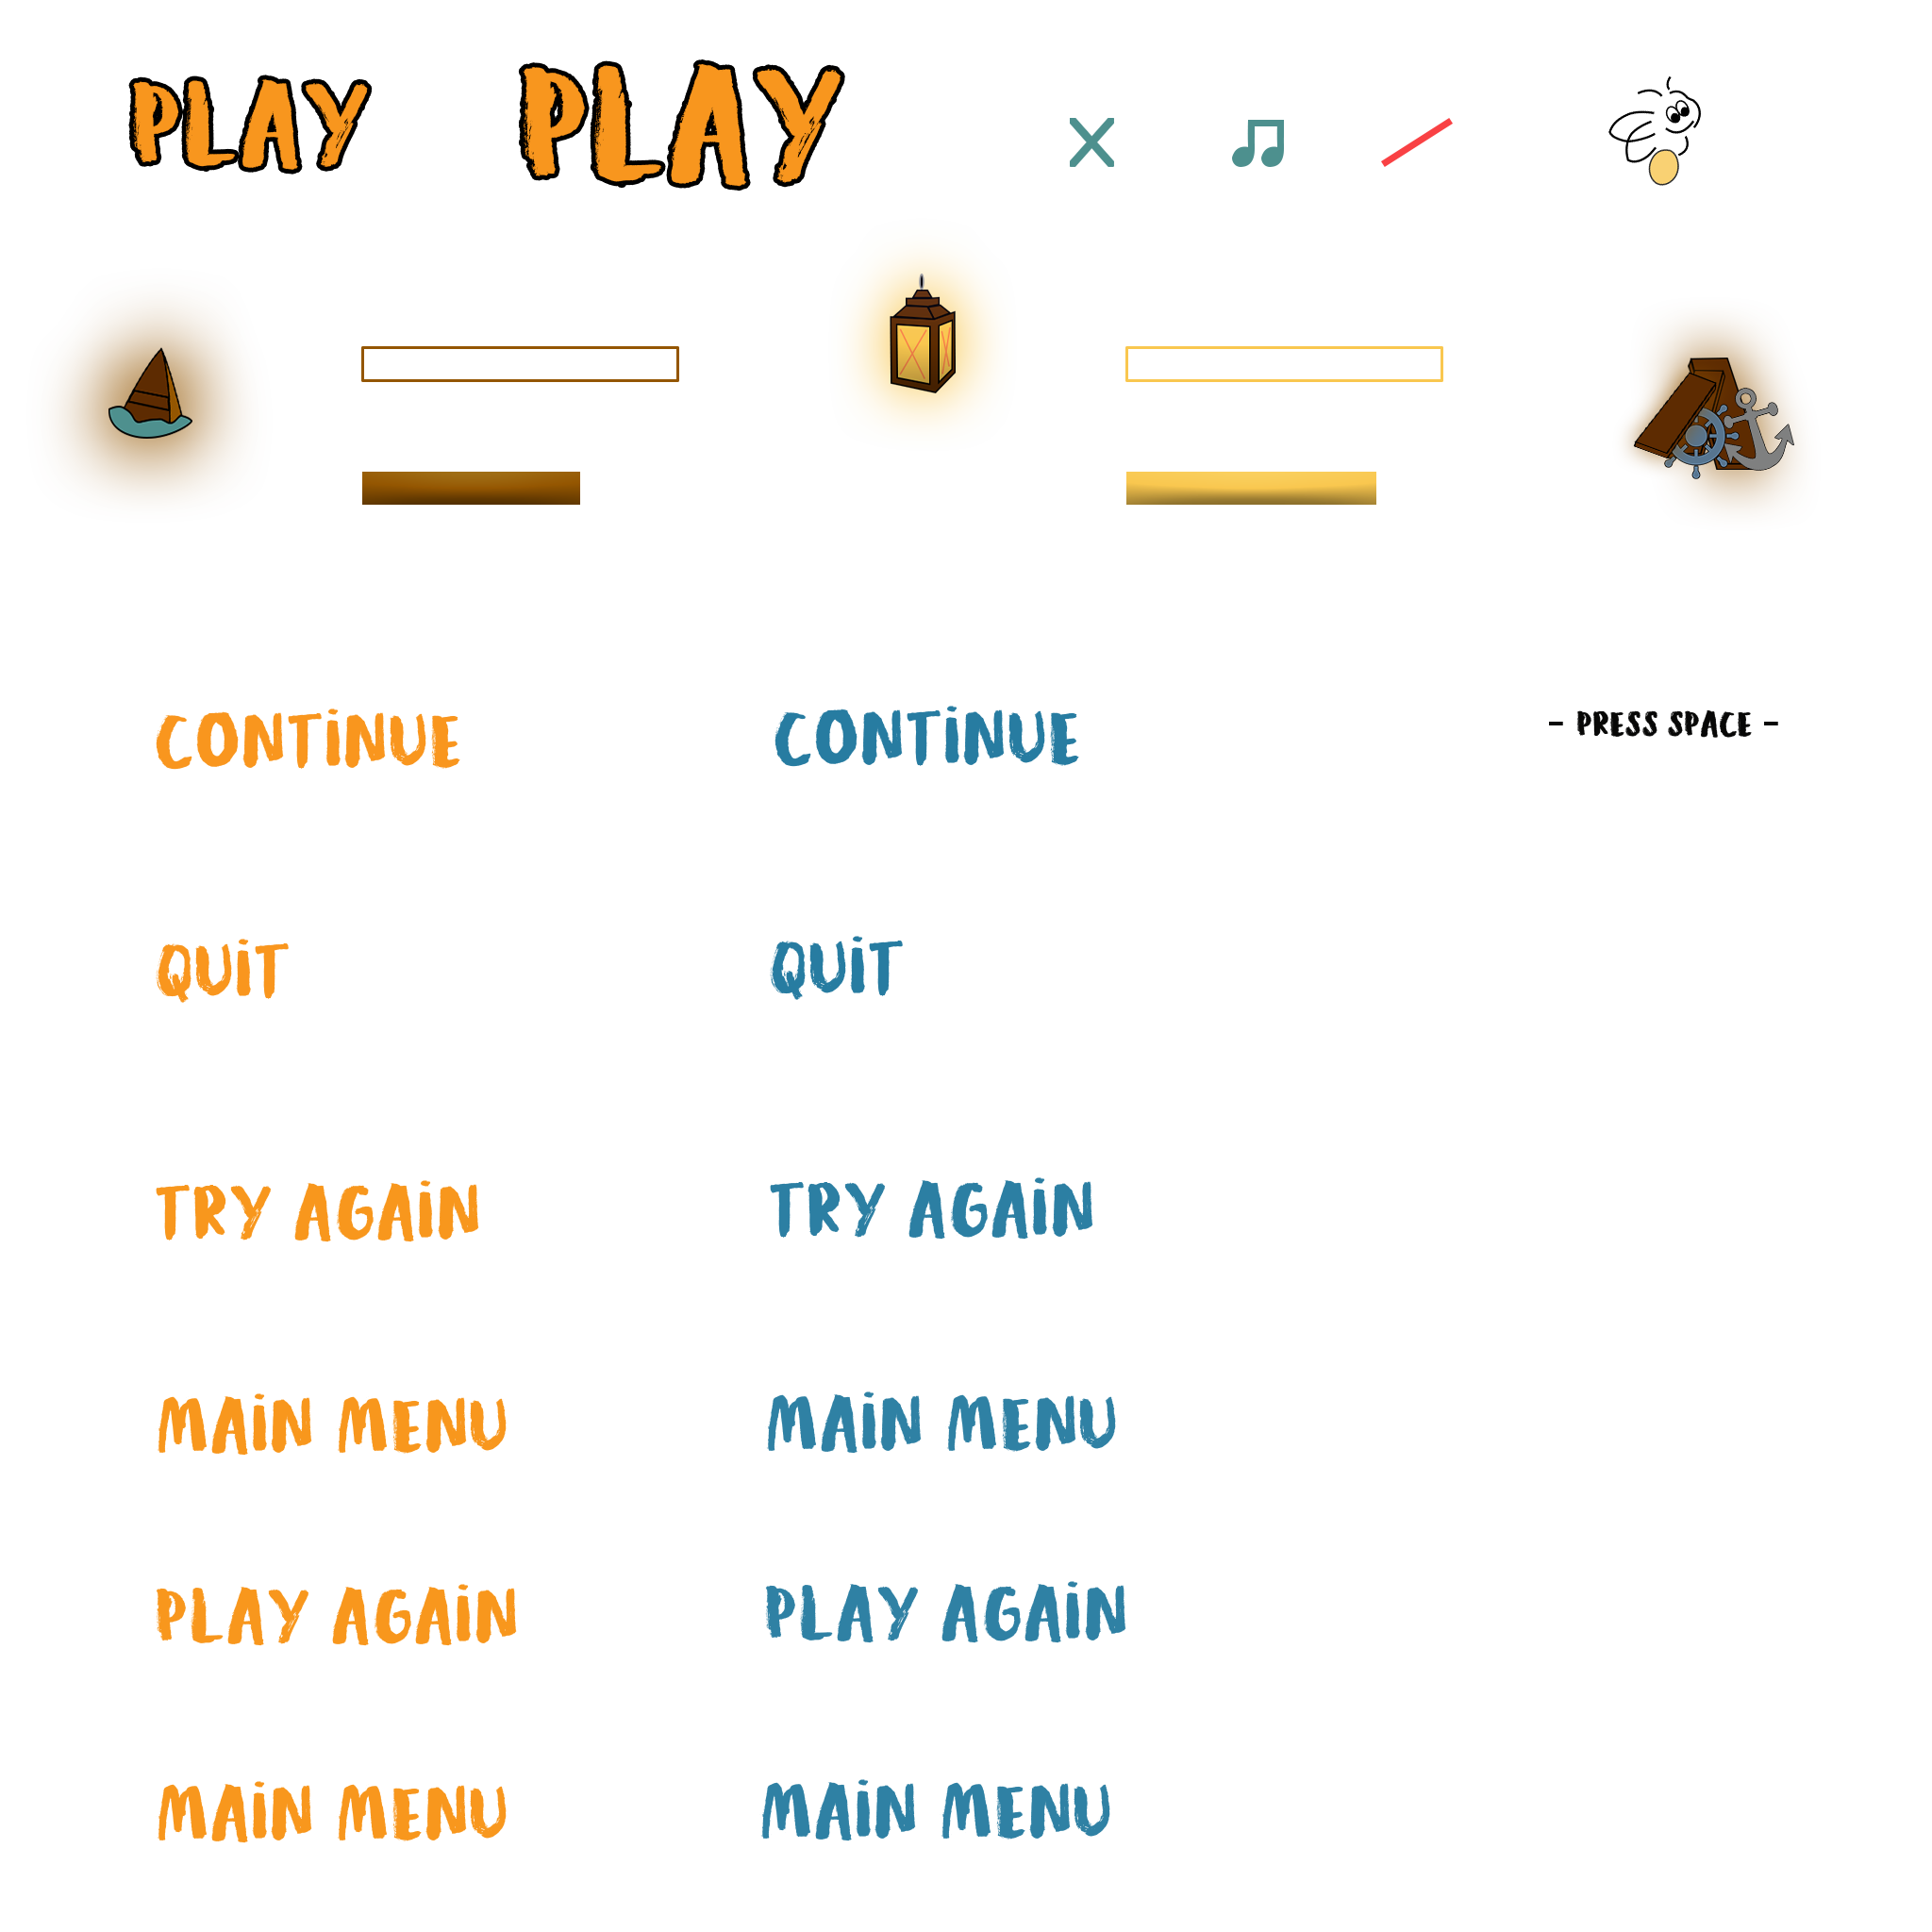 PLAY PLAY
CONTINUE CONTINUE - PRESS SPACE -
QUIT QUIT
TRY AGAIN TRY AGAIN
MAIN MENU MAIN MENU
PLAY AGAIN PLAY AGAIN
MAIN MENU MAIN MENU